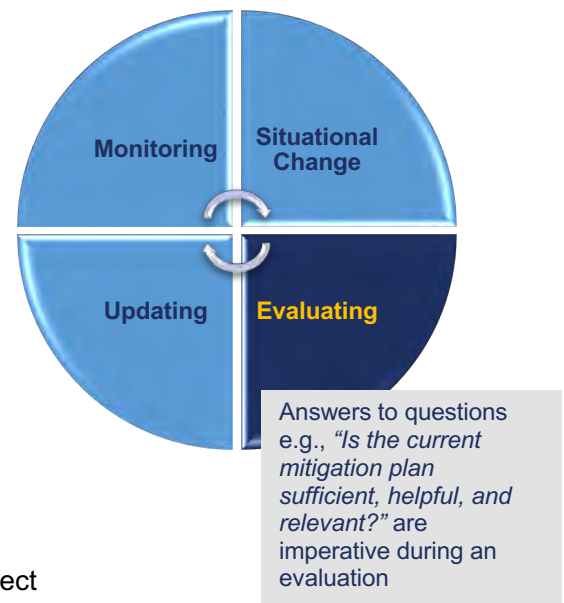 Monitoring
Situational
Change
Updating
Evaluating
Answers to questions
e.g., “Is the current
mitigation plan
sufficient, helpful, and
relevant?” are
imperative during an
evaluation
ect